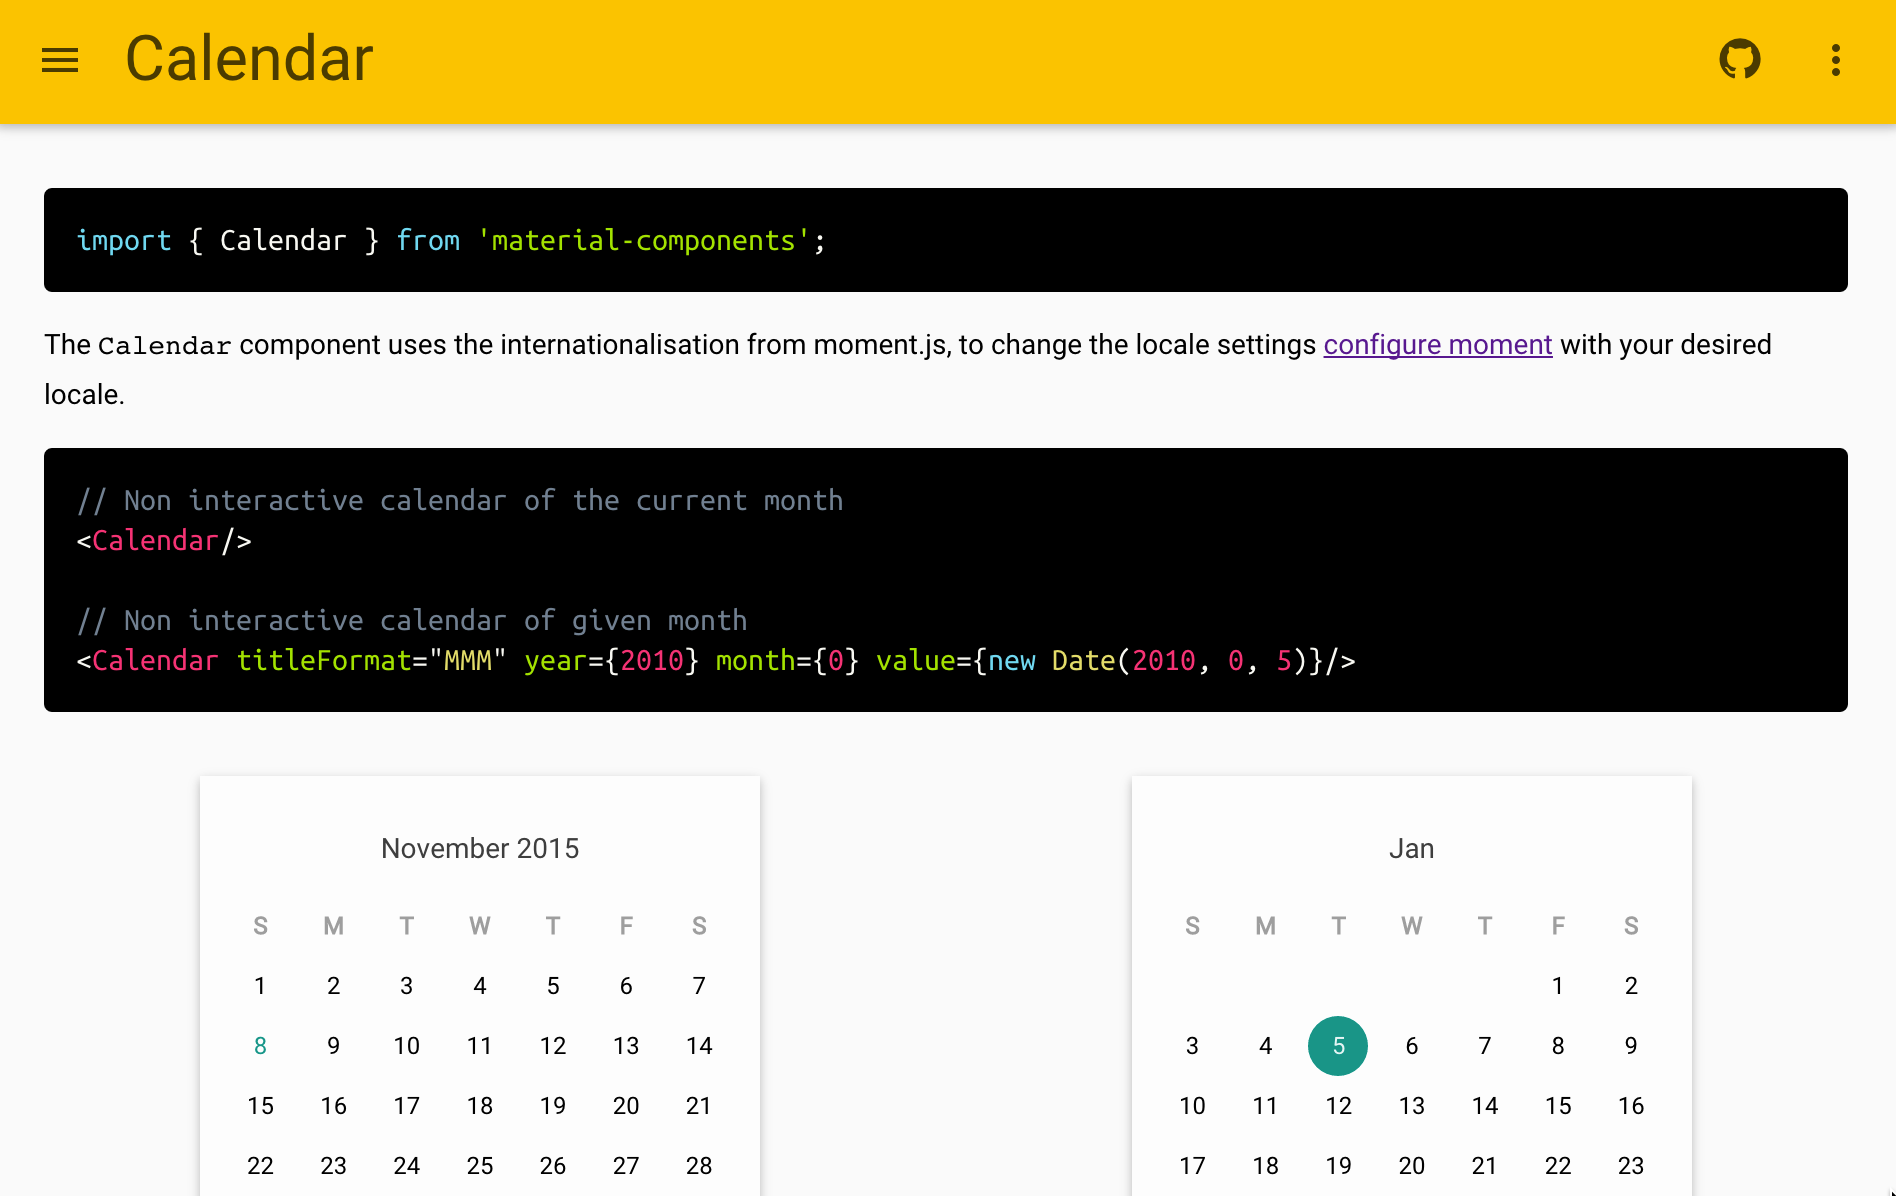 Calendar
import { Calendar } from 'material-components';
The Calendar component uses the internationalisation from moment.js, to change the locale settings configure moment with your desired
locale.
// Non interactive calendar of the current month
<Calendar/>
// Non interactive calendar of given month
<Calendar titleFormat="MMM" year={2010} month={0} value={new Date(2010, 0, 5)}/>
November 2015
S M T W T F S
1 2 3 4 5 6 7
8 9 10 11 12 13 14
15 16 17 18 19 20 21
22 23 24 25 26 27 28
Jan
S M T W T F S
1 2
3 4 5 6 7 8 9
10 11 12 13 14 15 16
17 18 19 20 21 22 23